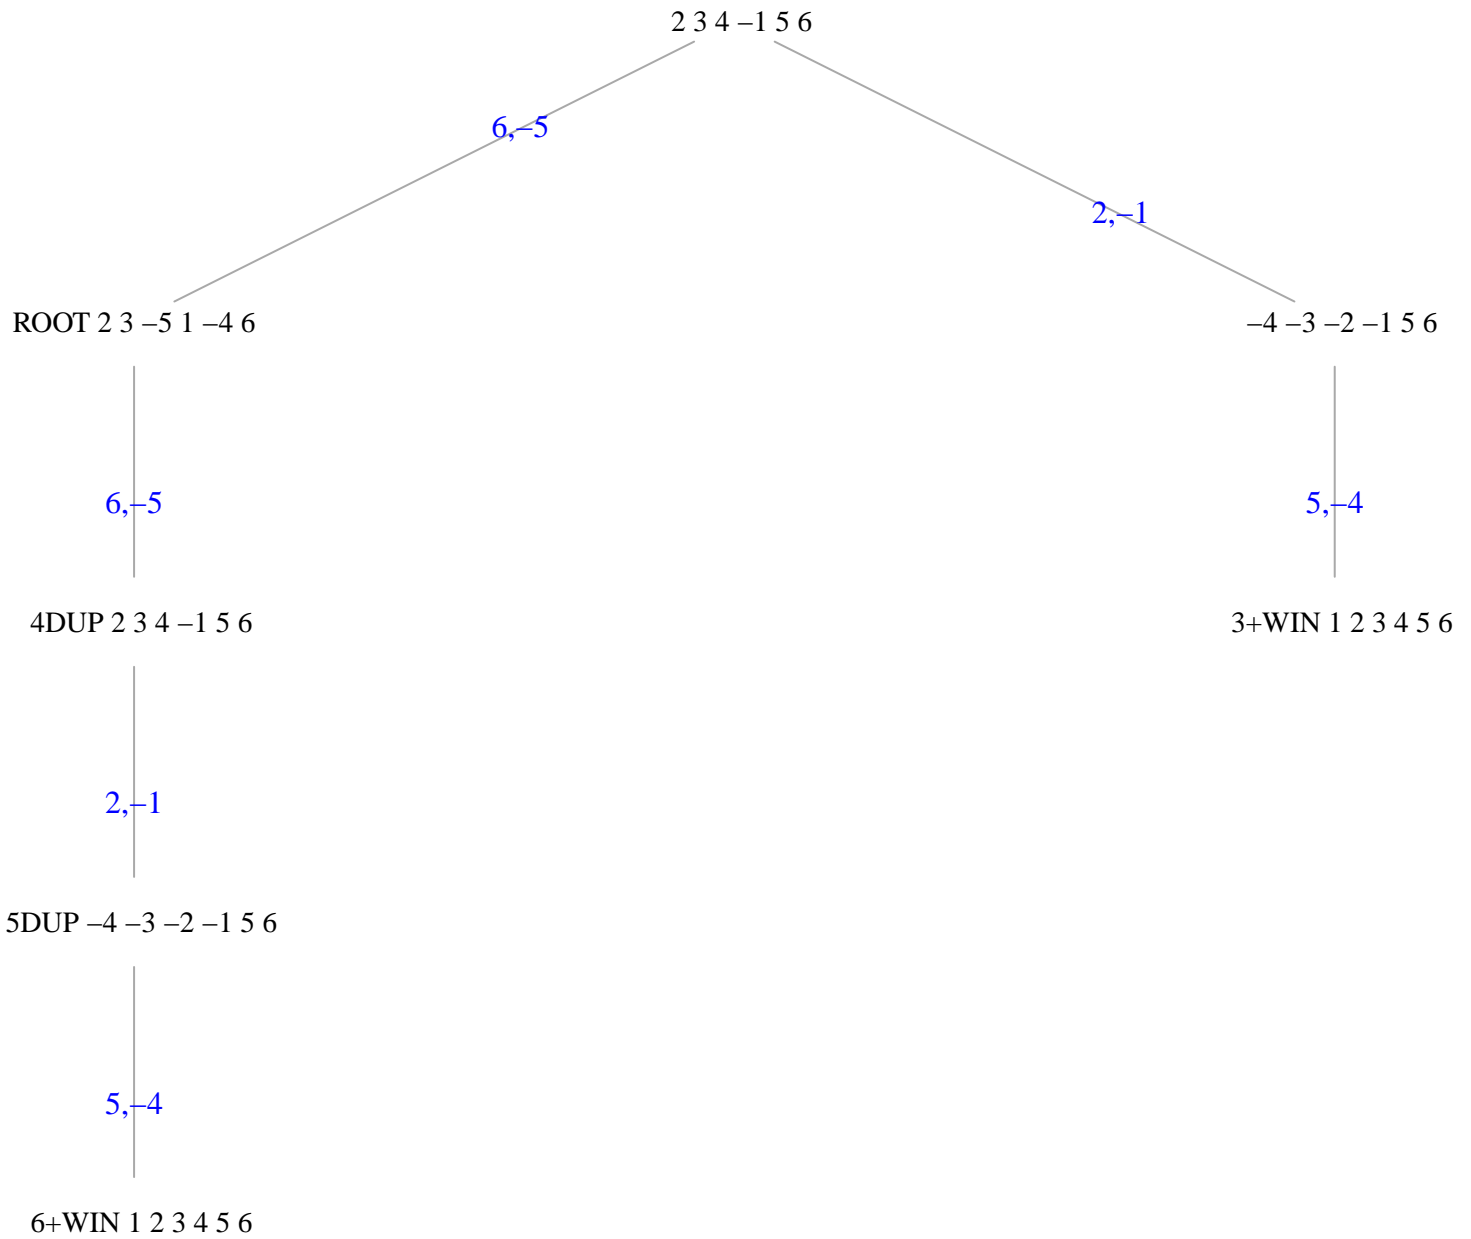 2 3 4 –1 5 6
6,–5
2,–1
ROOT 2 3 –5 1 –4 6
–4 –3 –2 –1 5 6
6,–5
5,–4
4DUP 2 3 4 –1 5 6
3+WIN 1 2 3 4 5 6
2,–1
5DUP –4 –3 –2 –1 5 6
5,–4
6+WIN 1 2 3 4 5 6